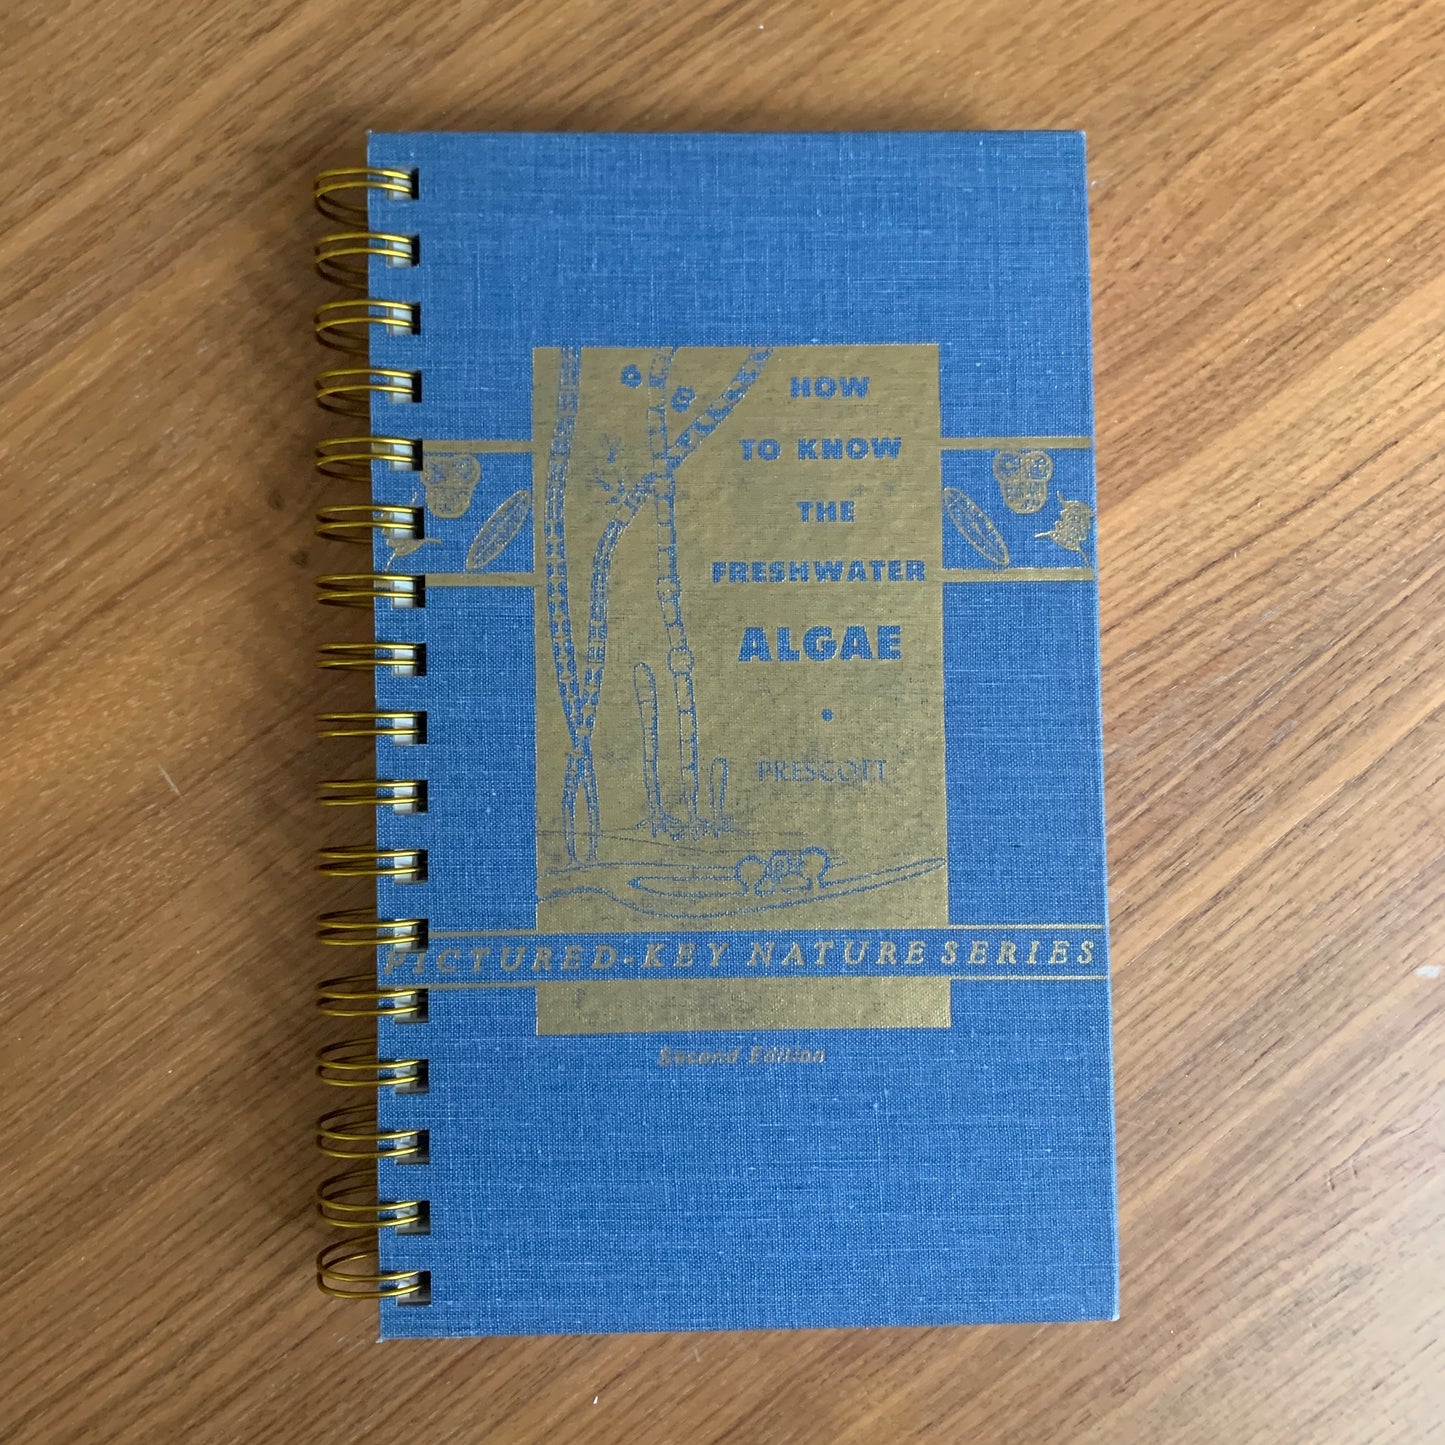 HOW
TO KNOW
THE
FRESHWATER
ALGAE
PRESCOTT
PICTURED-KEY NATURE SERIES
Second Edition